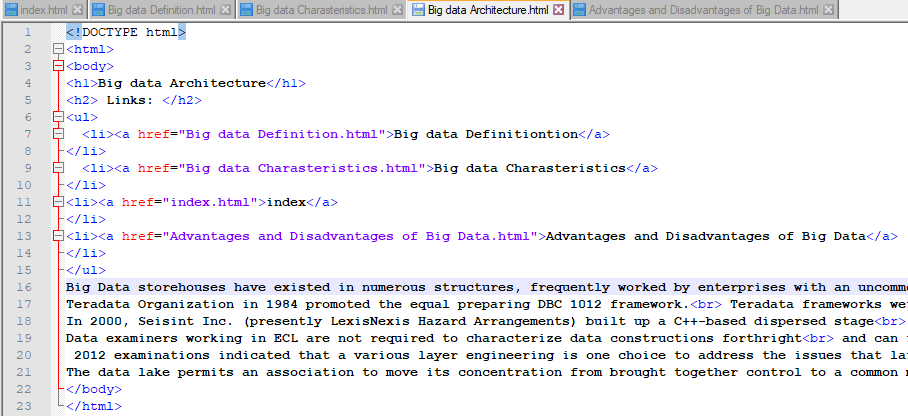 index.html Big data Definition.html Big data Charasteristics.html Big data Architecture.html Advantages and Disadvantages of Big Data.html
1 <!DOCTYPE html>
2 <html>
3 <body>
4 <h1>Big data Architecture</h1>
5 <h2> Links: </h2>
6 <ul>
7 <li><a href="Big data Definition.html">Big data Definitiontion</a>
8 </li>
9 <li><a href="Big data Charasteristics.html">Big data Charasteristics</a>
10 </li>
11 <li><a href="index.html">index</a>
12 </li>
13 <li><a href="Advantages and Disadvantages of Big Data.html">Advantages and Disadvantages of Big Data</a>
14 </li>
15 </ul>
16 Big Data storehouses have existed in numerous structures, frequently worked by enterprises with an
17 Teradata Organization in 1984 promoted the equal preparing DBC 1012 framework.<br> Teradata frameworks
18 In 2000, Seisint Inc. (presently LexisNexis Hazard Arrangements) built up a C++-based dispersed stage<br>
19 Data examiners working in ECL are not required to characterize data constructions forthright<br> and can
20 2012 examinations indicated that a various layer engineering is one choice to address the issues that
21 The data lake permits an association to move its concentration from brought together control to a common
22 </body>
23 </html>